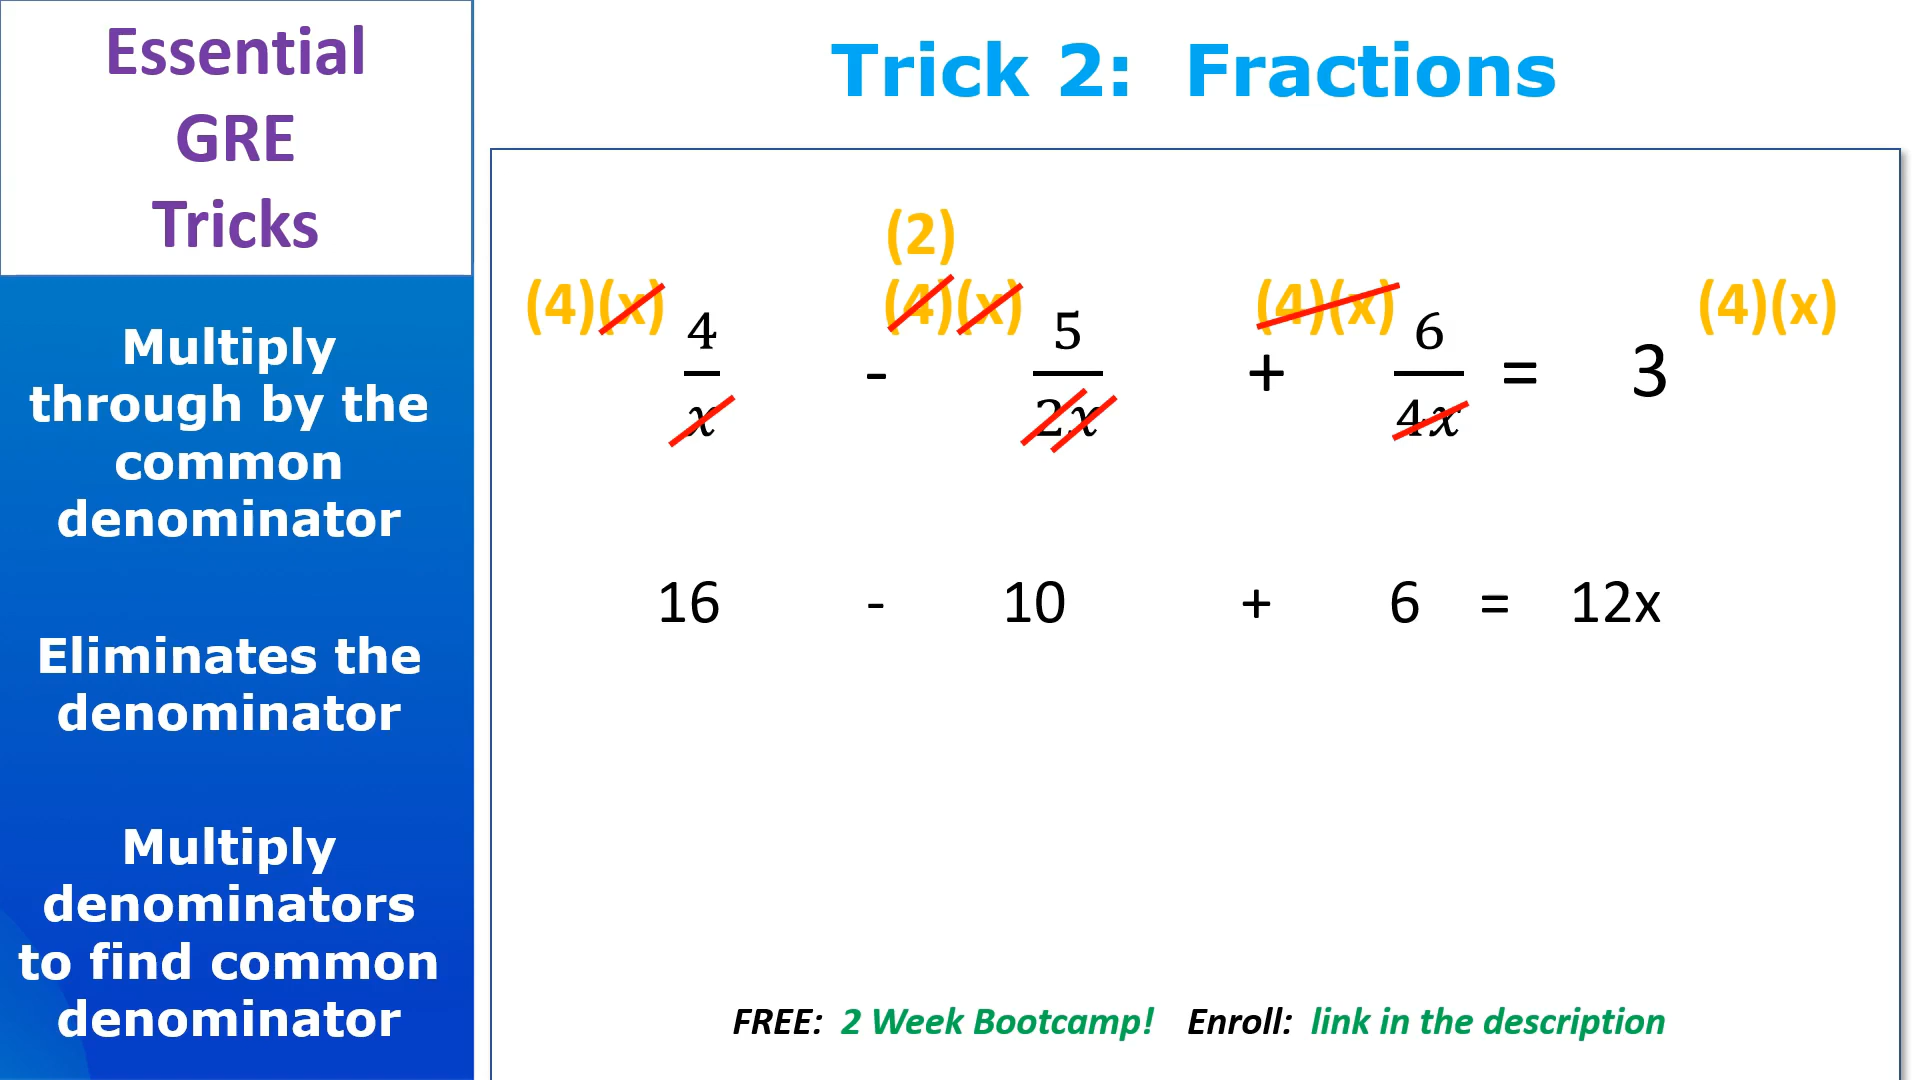 Essential
GRE
Tricks
Multiply
through by the
common
denominator
Eliminates the
denominator
Multiply
denominators
to find common
denominator
Trick 2: Fractions
(2)
(4)(x) (4)(x) (4)(x) (4)(x)
4 5 6
- + = 3
x 2x 4x
16 - 10 + 6 = 12x
FREE: 2 Week Bootcamp! Enroll: link in the description